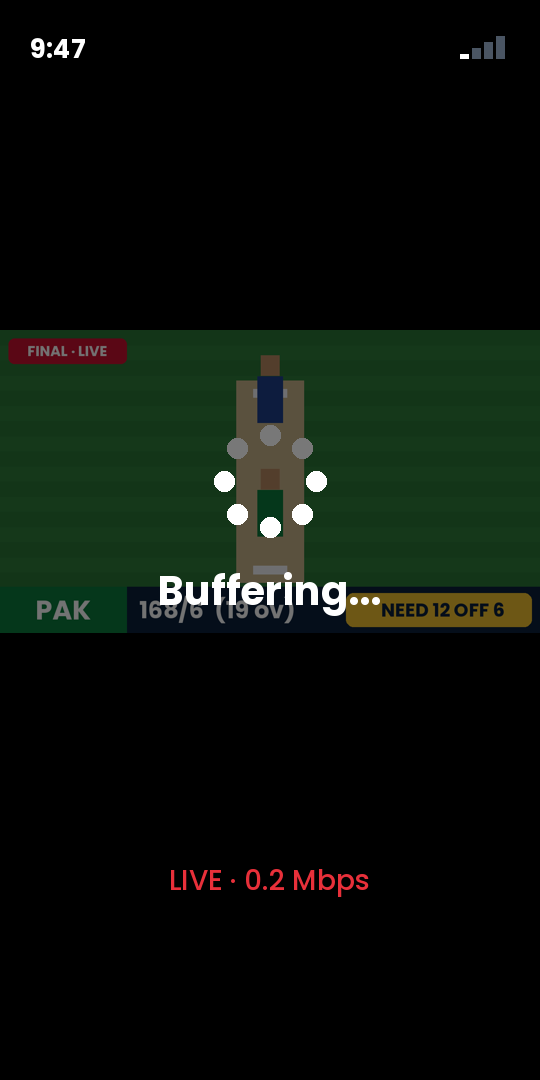 9:47
FINAL · LIVE
Buffering...
PAK 168/6 (19 ov) NEED 12 OFF 6
LIVE · 0.2 Mbps